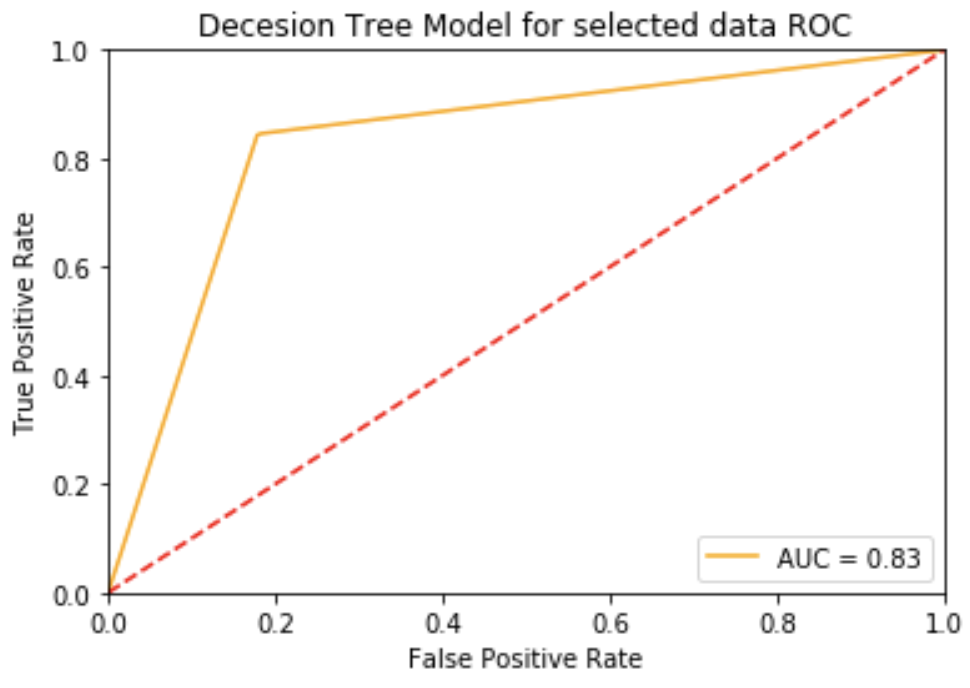 Decesion Tree Model for selected data ROC
1.0
0.8
0.6
0.4
0.2
0.0
True Positive Rate
AUC = 0.83
0.0 0.2 0.4 0.6 0.8 1.0
False Positive Rate